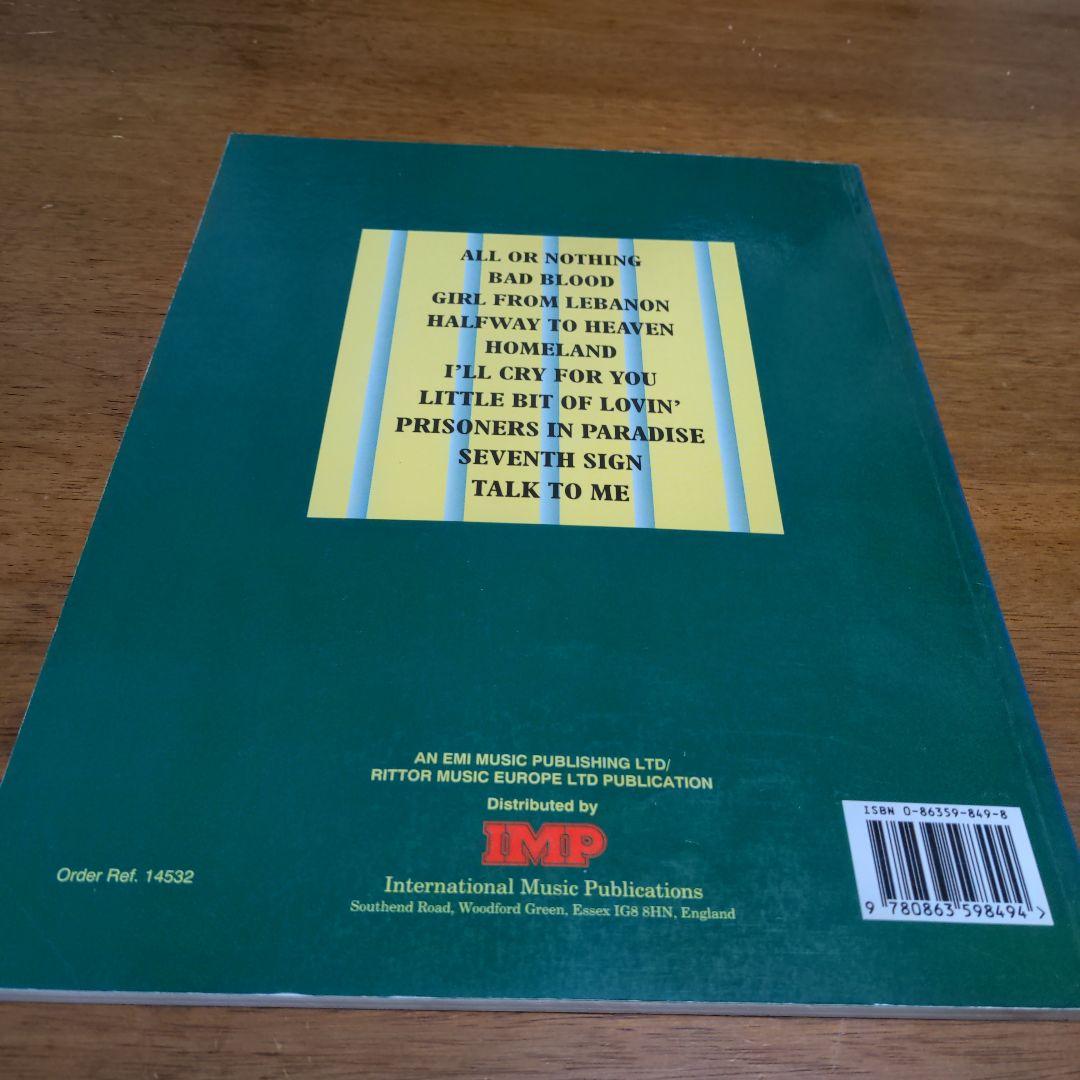 ALL OR NOTHING
BAD BLOOD
GIRL FROM LEBANON
HALFWAY TO HEAVEN
HOMELAND
I'LL CRY FOR YOU
LITTLE BIT OF LOVIN'
PRISONERS IN PARADISE
SEVENTH SIGN
TALK TO ME
AN EMI MUSIC PUBLISHING LTD/
RITTOR MUSIC EUROPE LTD PUBLICATION
Distributed by
IMP
International Music Publications
Southend Road, Woodford Green, Essex IG8 8HN, England
Order Ref. 14532
ISBN 0-86359-849-8
9 780863 598494 >